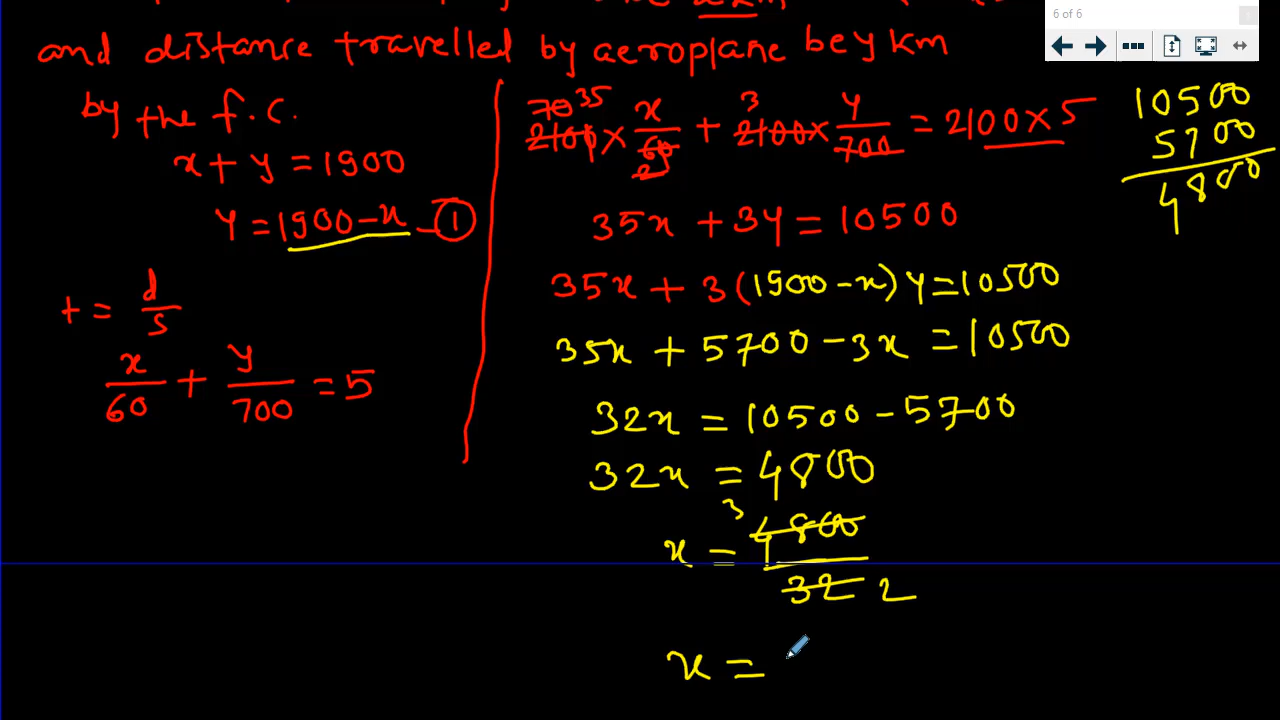 6 of 6
and distance travelled by aeroplane be y km
by the f.c.
x + y = 1900
y = 1900 - x - ①
t = d/s
x/60 + y/700 = 5
70 35 3
2100 × x/60 + 2100 × y/700 = 2100 × 5
2
35x + 3y = 10500
35x + 3(1900 - x) y = 10500
35x + 5700 - 3x = 10500
32x = 10500 - 5700
32x = 4800
3
x = 4800/32 2
x =
10500
5700
4800